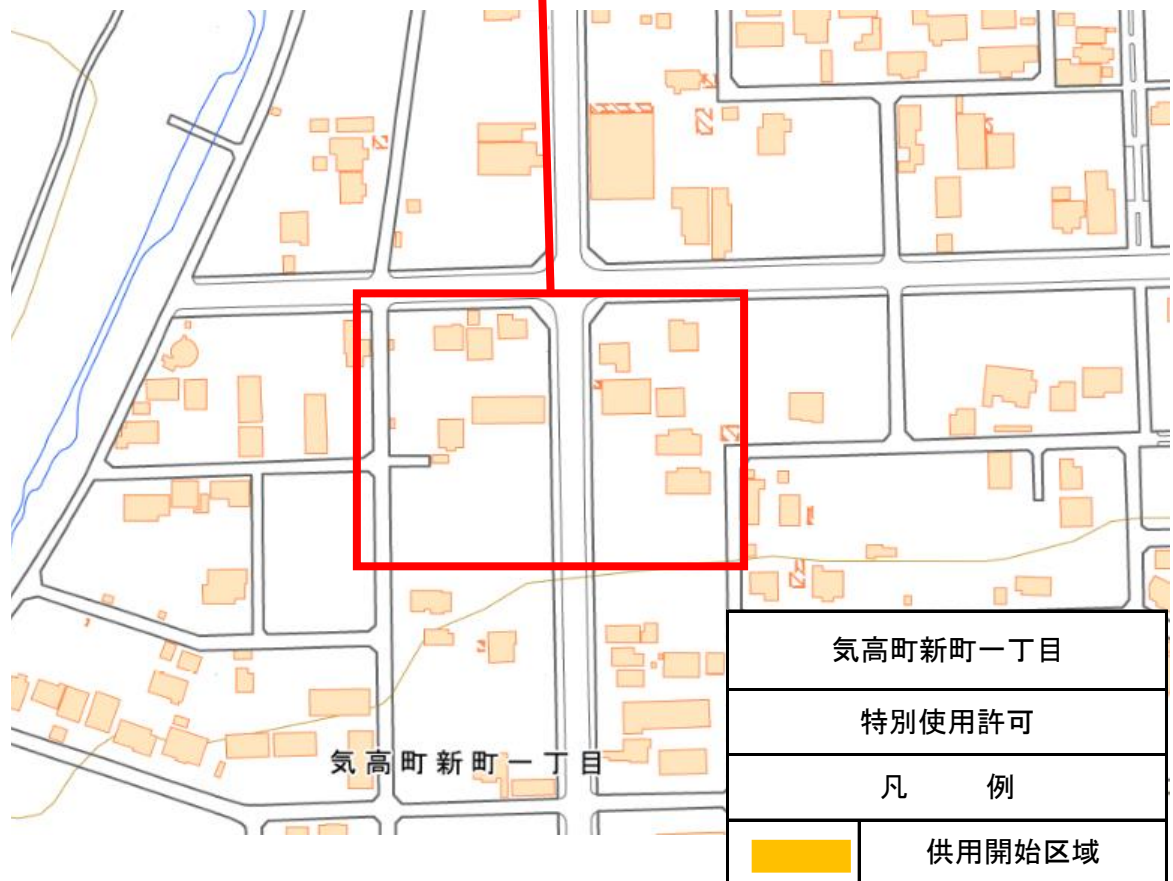 気高町新町一丁目
気高町新町一丁目
特別使用許可
凡 例
供用開始区域